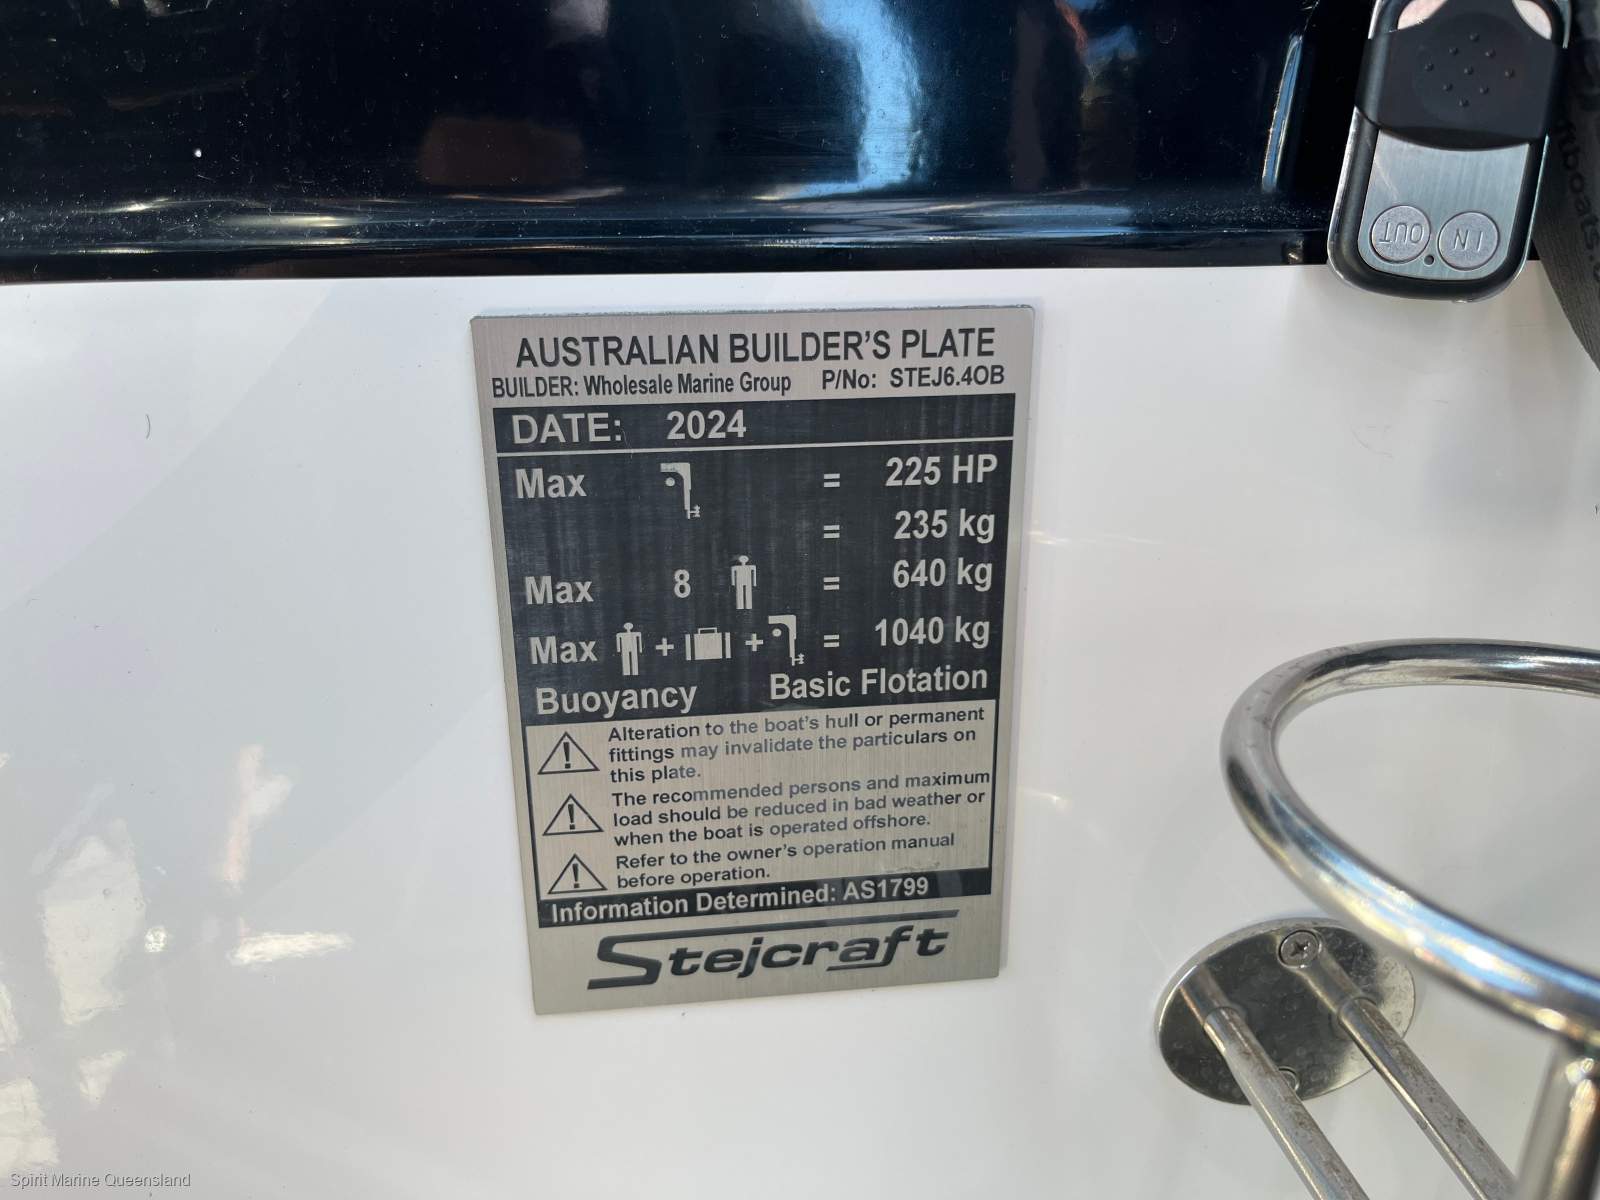 OUT
IN
AUSTRALIAN BUILDER'S PLATE
BUILDER: Wholesale Marine Group P/No: STEJ6.4OB
DATE: 2024
Max = 225 HP
= 235 kg
Max 8 = 640 kg
Max + + = 1040 kg
Buoyancy Basic Flotation
Alteration to the boat's hull or permanent
fittings may invalidate the particulars on
this plate.
The recommended persons and maximum
load should be reduced in bad weather or
when the boat is operated offshore.
Refer to the owner's operation manual
before operation.
Information Determined: AS1799
Stejcraft
Spirit Marine Queensland